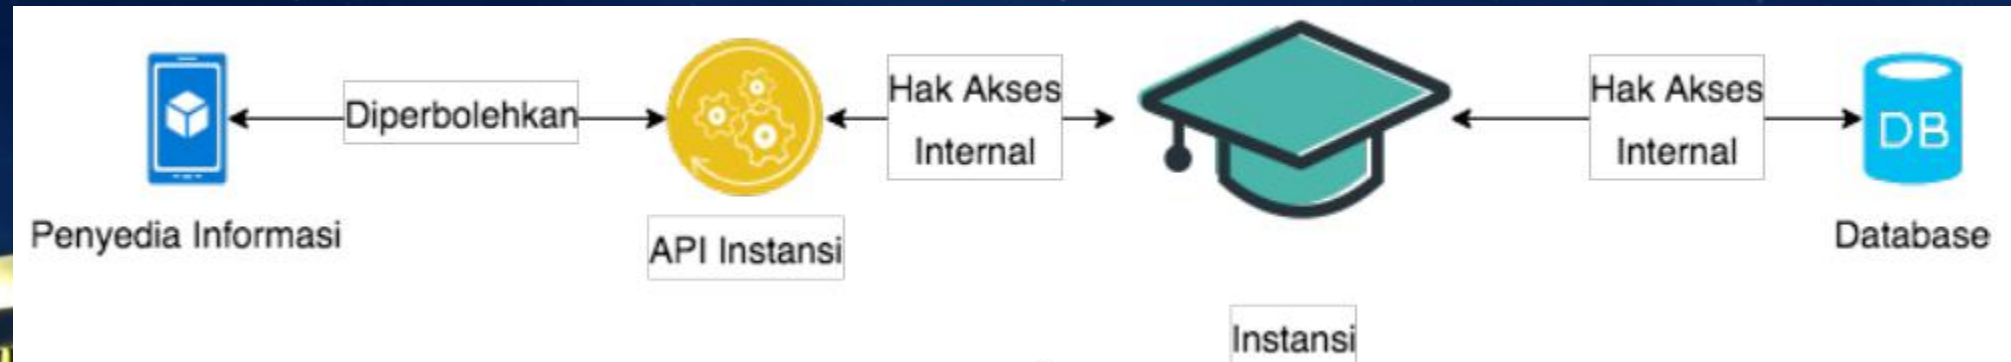 Diperbolehkan
Hak Akses
Internal
Hak Akses
Internal
DB
Penyedia Informasi
API Instansi
Database
Instansi